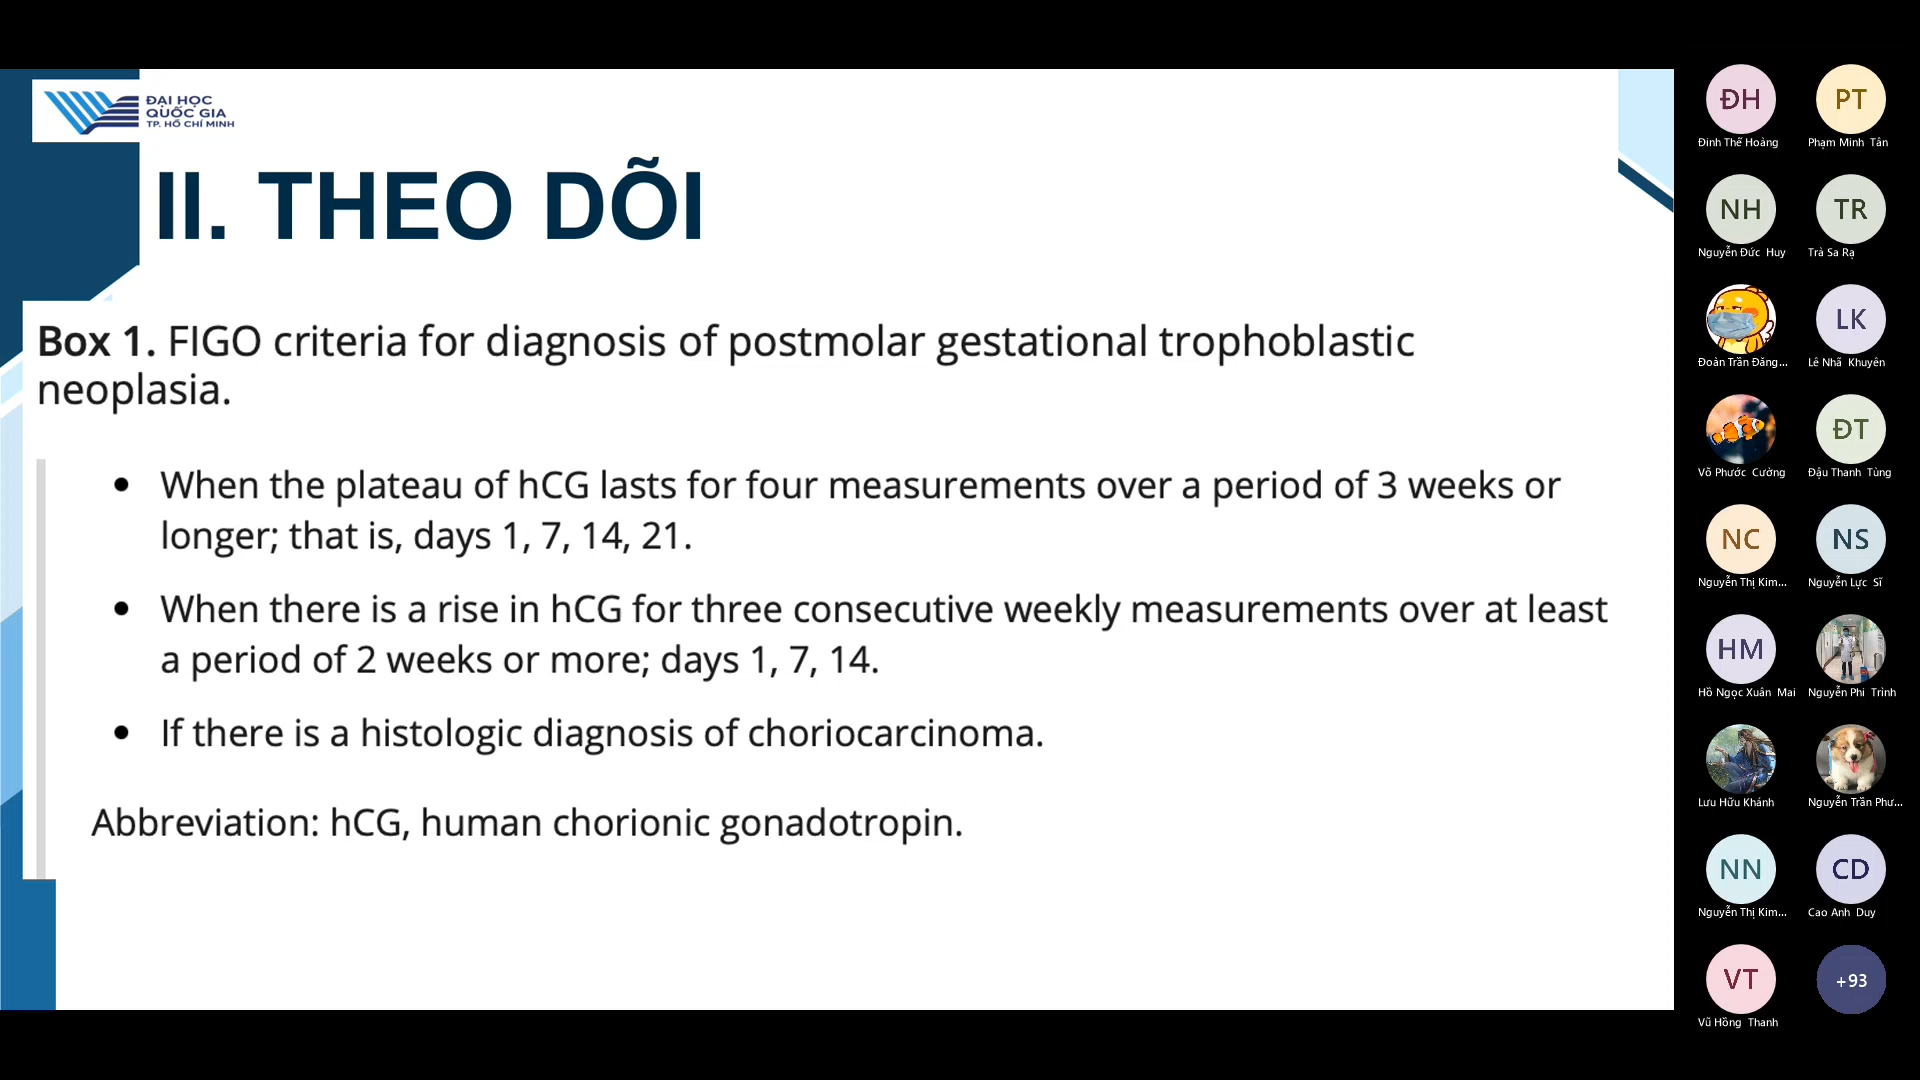 ĐẠI HỌC
QUỐC GIA
TP. HỒ CHÍ MINH
II. THEO DÕI
Box 1. FIGO criteria for diagnosis of postmolar gestational trophoblastic
neoplasia.
• When the plateau of hCG lasts for four measurements over a period of 3 weeks or
longer; that is, days 1, 7, 14, 21.
• When there is a rise in hCG for three consecutive weekly measurements over at least
a period of 2 weeks or more; days 1, 7, 14.
• If there is a histologic diagnosis of choriocarcinoma.
Abbreviation: hCG, human chorionic gonadotropin.
ĐH
Đinh Thế Hoàng
PT
Phạm Minh Tân
NH
Nguyễn Đức Huy
TR
Trà Sa Rạ
Đoàn Trần Đăng...
LK
Lê Nhã Khuyên
Võ Phước Cường
ĐT
Đậu Thanh Tùng
NC
Nguyễn Thị Kim...
NS
Nguyễn Lực Sĩ
HM
Hồ Ngọc Xuân Mai
Nguyễn Phi Trình
Lưu Hữu Khánh
Nguyễn Trần Phư...
NN
Nguyễn Thị Kim...
CD
Cao Anh Duy
VT
Vũ Hồng Thanh
+93